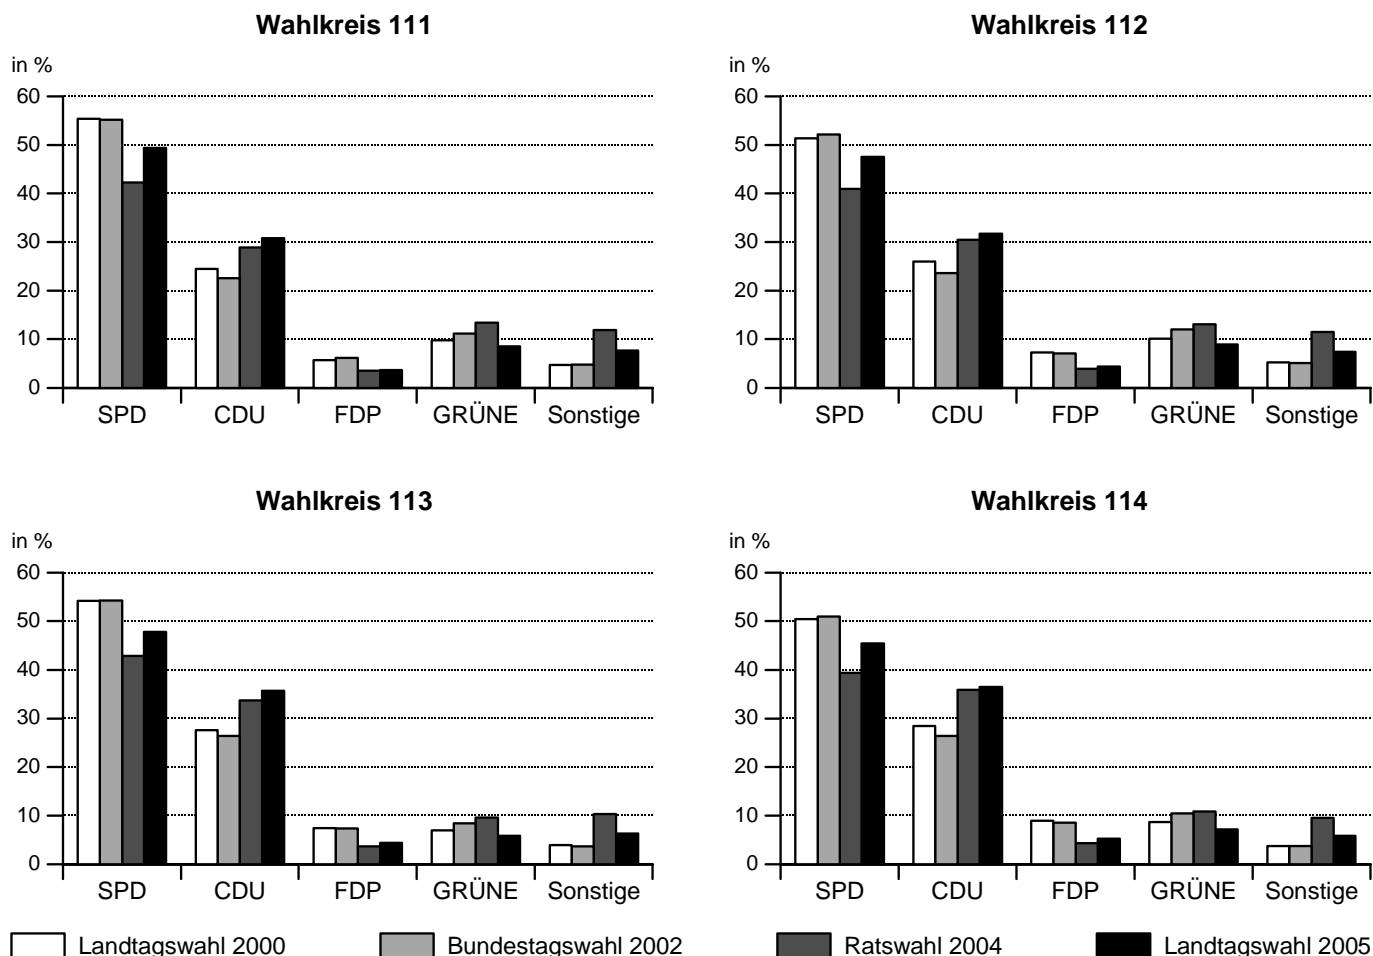 Wahlkreis 111
in %
60
50
40
30
20
10
0
SPD CDU FDP GRÜNE Sonstige
Wahlkreis 112
in %
60
50
40
30
20
10
0
SPD CDU FDP GRÜNE Sonstige
Wahlkreis 113
in %
60
50
40
30
20
10
0
SPD CDU FDP GRÜNE Sonstige
Wahlkreis 114
in %
60
50
40
30
20
10
0
SPD CDU FDP GRÜNE Sonstige
Landtagswahl 2000 Bundestagswahl 2002 Ratswahl 2004 Landtagswahl 2005